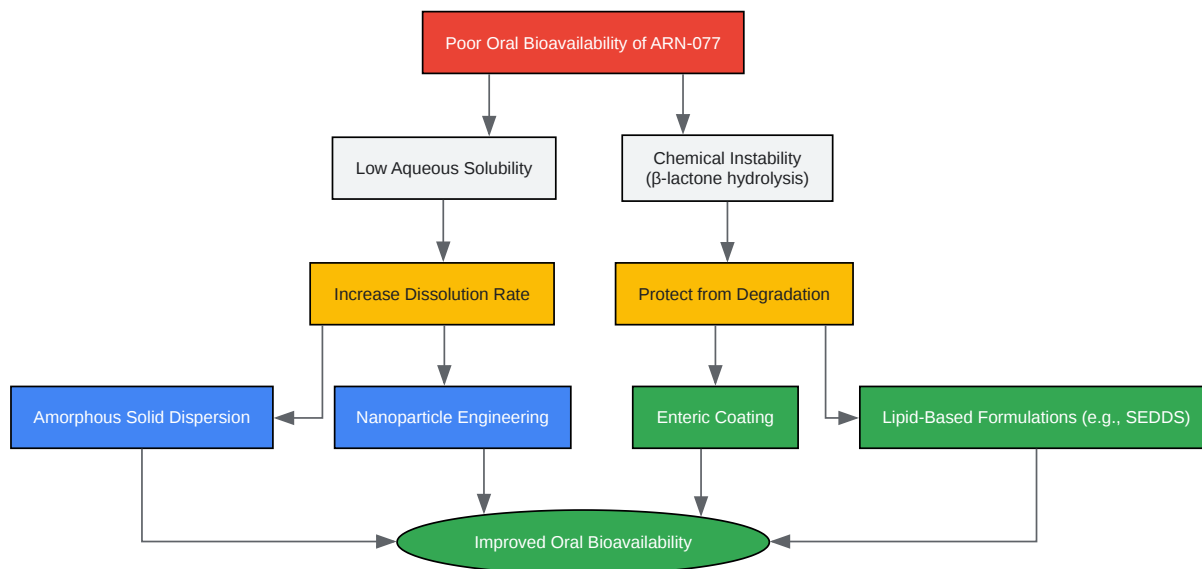 Poor Oral Bioavailability of ARN-077
Low Aqueous Solubility
Chemical Instability
(β-lactone hydrolysis)
Increase Dissolution Rate
Protect from Degradation
Amorphous Solid Dispersion
Nanoparticle Engineering
Enteric Coating
Lipid-Based Formulations (e.g., SEDDS)
Improved Oral Bioavailability